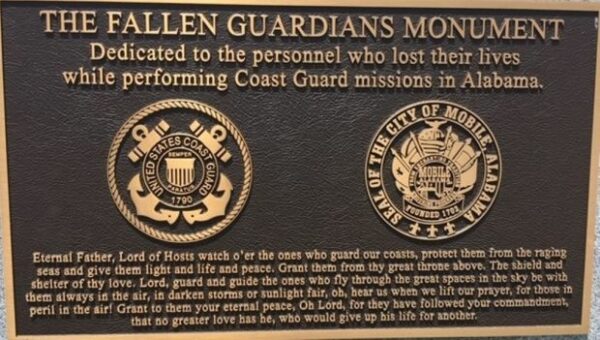 THE FALLEN GUARDIANS MONUMENT
Dedicated to the personnel who lost their lives
while performing Coast Guard missions in Alabama.
UNITED STATES COAST GUARD
SEMPER
PARATUS
1790
SEAL OF THE CITY OF MOBILE, ALABAMA
MOBILE
FOUNDED 1702
Eternal Father, Lord of Hosts watch o'er the ones who guard our coasts, protect them from the raging
seas and give them light and life and peace. Grant them from thy great throne above. The shield and
shelter of thy love. Lord, guard and guide the ones who fly through the great spaces in the sky be with
them always in the air, in darken storms or sunlight fair, oh, hear us when we lift our prayer, for those in
peril in the air! Grant to them your eternal peace, Oh Lord, for they have followed your commandment,
that no greater love has he, who would give up his life for another.